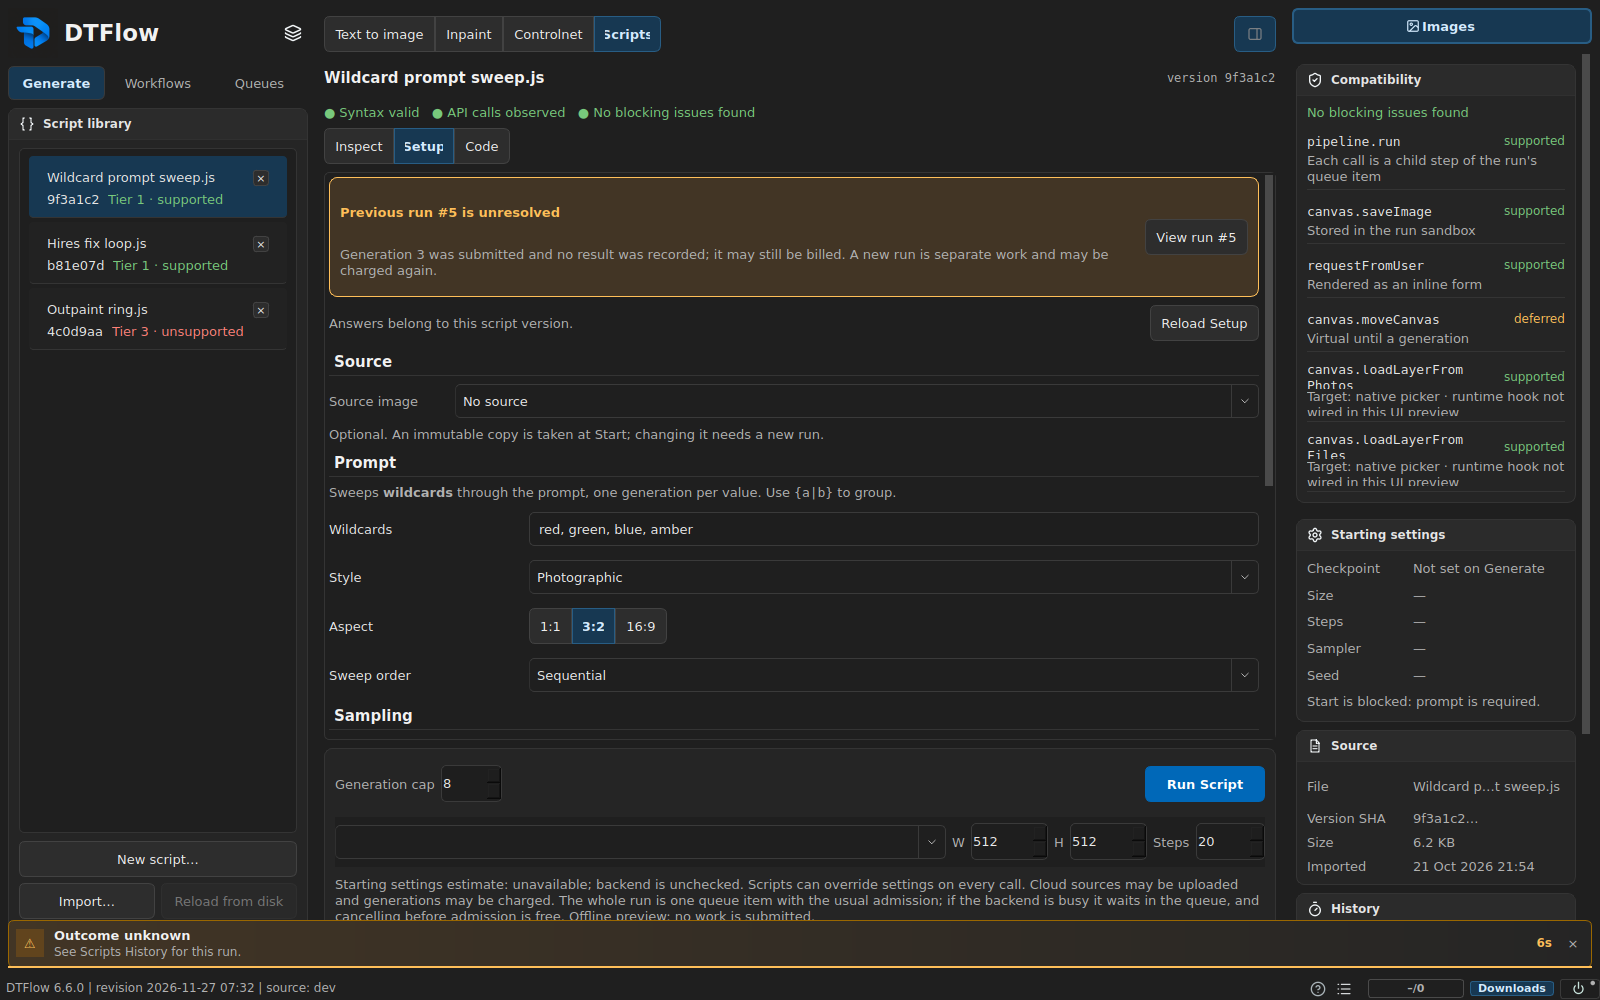 DTFlow
Generate
Workflows
Queues
Script library
Wildcard prompt sweep.js
9f3a1c2 Tier 1 · supported
Hires fix loop.js
b81e07d Tier 1 · supported
Outpaint ring.js
4c0d9aa Tier 3 · unsupported
New script...
Import...
Reload from disk
Text to image
Inpaint
Controlnet
Scripts
Wildcard prompt sweep.js
version 9f3a1c2
Syntax valid
API calls observed
No blocking issues found
Inspect
Setup
Code
Previous run #5 is unresolved
Generation 3 was submitted and no result was recorded; it may still be billed. A new run is separate work and may be
charged again.
View run #5
Answers belong to this script version.
Reload Setup
Source
Source image
No source
Optional. An immutable copy is taken at Start; changing it needs a new run.
Prompt
Sweeps wildcards through the prompt, one generation per value. Use {a|b} to group.
Wildcards
red, green, blue, amber
Style
Photographic
Aspect
1:1
3:2
16:9
Sweep order
Sequential
Sampling
Generation cap
8
Run Script
W
512
H
512
Steps
20
Starting settings estimate: unavailable; backend is unchecked. Scripts can override settings on every call. Cloud sources may be uploaded
and generations may be charged. The whole run is one queue item with the usual admission; if the backend is busy it waits in the queue, and
cancelling before admission is free. Offline preview: no work is submitted.
Images
Compatibility
No blocking issues found
pipeline.run
supported
Each call is a child step of the run's
queue item
canvas.saveImage
supported
Stored in the run sandbox
requestFromUser
supported
Rendered as an inline form
canvas.moveCanvas
deferred
Virtual until a generation
canvas.loadLayerFrom
Photos
supported
Target: native picker · runtime hook not
wired in this UI preview
canvas.loadLayerFrom
Files
supported
Target: native picker · runtime hook not
wired in this UI preview
Starting settings
Checkpoint
Not set on Generate
Size
—
Steps
—
Sampler
—
Seed
—
Start is blocked: prompt is required.
Source
File
Wildcard p...t sweep.js
Version SHA
9f3a1c2...
Size
6.2 KB
Imported
21 Oct 2026 21:54
History
Outcome unknown
See Scripts History for this run.
6s
DTFlow 6.6.0 | revision 2026-11-27 07:32 | source: dev
-/0
Downloads